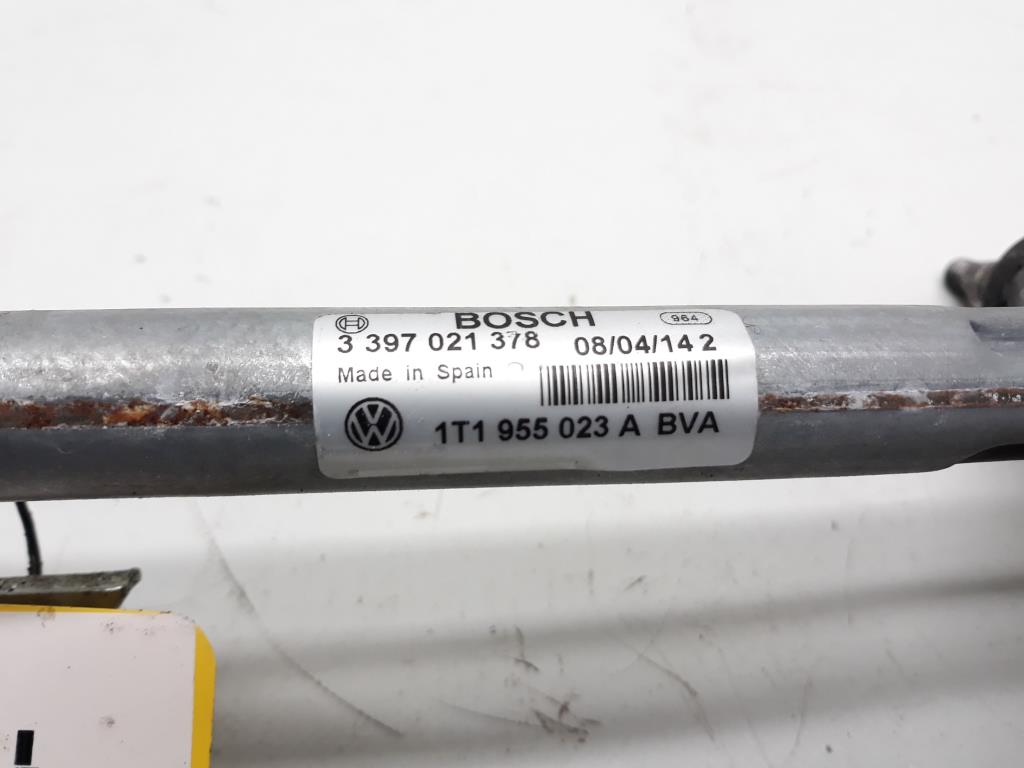 BOSCH 964
3 397 021 378 08/04/14 2
Made in Spain
1T1 955 023 A BVA